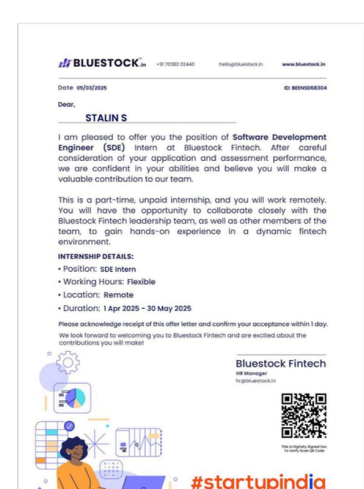 BLUESTOCK.in
+91 70382 02440
hello@bluestock.in
www.bluestock.in
Date 05/03/2025
ID: BEENSD68304
Dear,
STALIN S
I am pleased to offer you the position of Software Development
Engineer (SDE) Intern at Bluestock Fintech. After careful
consideration of your application and assessment performance,
we are confident in your abilities and believe you will make a
valuable contribution to our team.
This is a part-time, unpaid internship, and you will work remotely.
You will have the opportunity to collaborate closely with the
Bluestock Fintech leadership team, as well as other members of the
team, to gain hands-on experience in a dynamic fintech
environment.
INTERNSHIP DETAILS:
• Position: SDE Intern
• Working Hours: Flexible
• Location: Remote
• Duration: 1 Apr 2025 - 30 May 2025
Please acknowledge receipt of this offer letter and confirm your acceptance within 1 day.
We look forward to welcoming you to Bluestock Fintech and are excited about the
contributions you will make!
Bluestock Fintech
HR Manager
hr@bluestock.in
This is Digitally Signed Doc
To Verify Scan QR Code
#startupindia